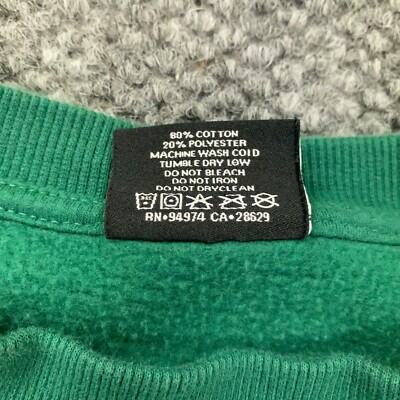 80% COTTON
20% POLYESTER
MACHINE WASH COLD
TUMBLE DRY LOW
DO NOT BLEACH
DO NOT IRON
DO NOT DRYCLEAN
RN•94974 CA•28629